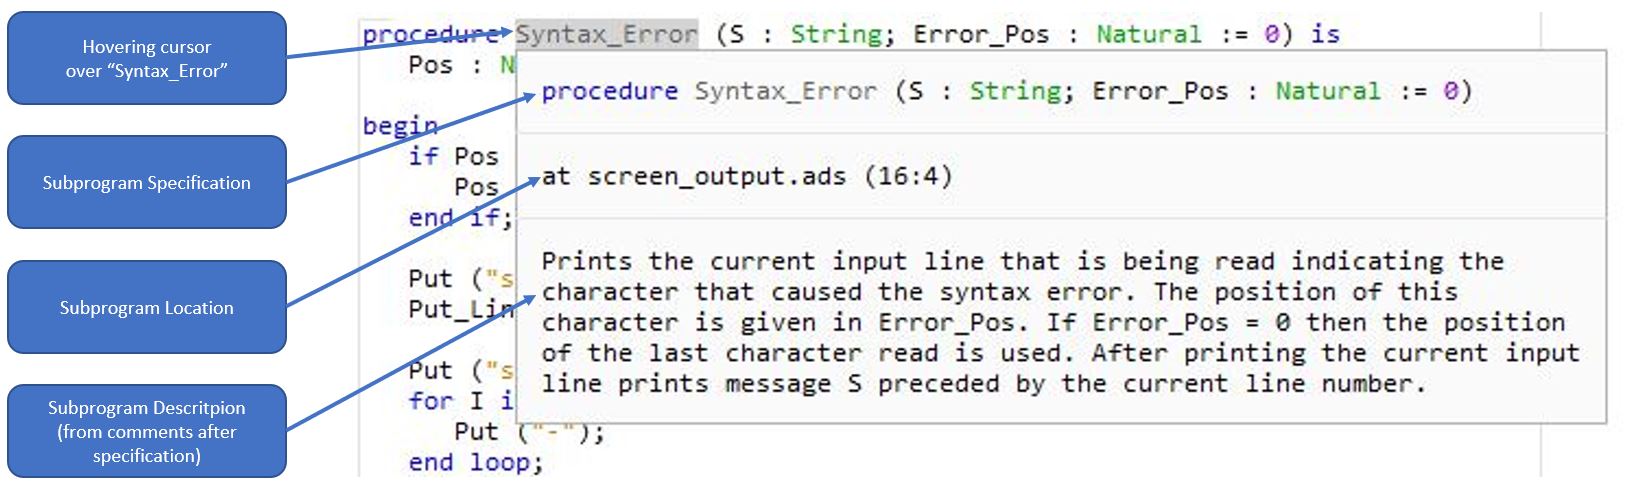 Hovering cursor
over “Syntax_Error”
Subprogram Specification
Subprogram Location
Subprogram Descritpion
(from comments after
specification)
procedure Syntax_Error (S : String; Error_Pos : Natural := 0) is
Pos : N
begin
if Pos
Pos
end if;
Put ("s
Put_Lin
Put ("s
for I i
Put ("-");
end loop;
procedure Syntax_Error (S : String; Error_Pos : Natural := 0)
at screen_output.ads (16:4)
Prints the current input line that is being read indicating the
character that caused the syntax error. The position of this
character is given in Error_Pos. If Error_Pos = 0 then the position
of the last character read is used. After printing the current input
line prints message S preceded by the current line number.